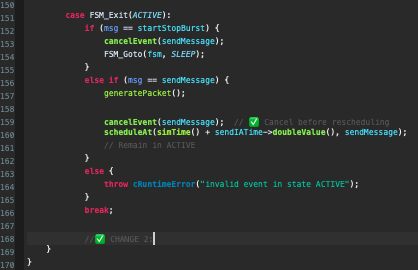 150
151 case FSM_Exit(ACTIVE):
152 if (msg == startStopBurst) {
153 cancelEvent(sendMessage);
154 FSM_Goto(fsm, SLEEP);
155 }
156 else if (msg == sendMessage) {
157 generatePacket();
158
159 cancelEvent(sendMessage); // ✅ Cancel before rescheduling
160 scheduleAt(simTime() + sendIATime->doubleValue(), sendMessage);
161 // Remain in ACTIVE
162 }
163 else {
164 throw cRuntimeError("invalid event in state ACTIVE");
165 }
166 break;
167
168 //✅ CHANGE 2:
169 }
170 }